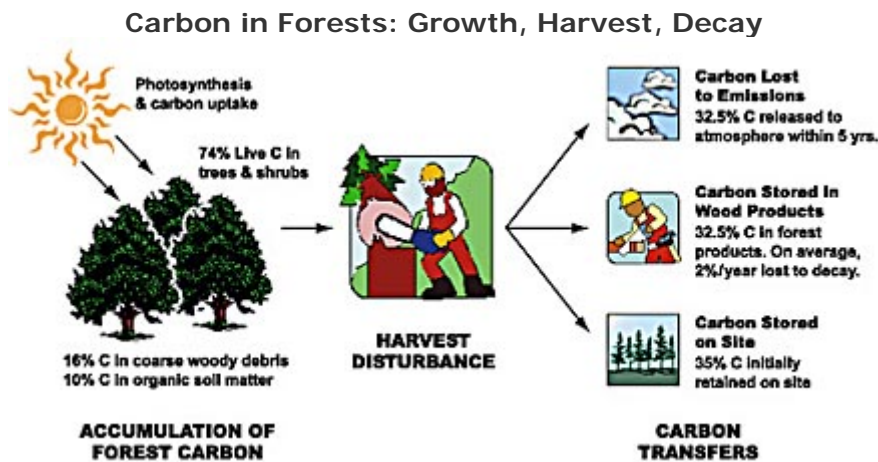 Carbon in Forests: Growth, Harvest, Decay
Photosynthesis
& carbon uptake
74% Live C in
trees & shrubs
16% C in coarse woody debris
10% C in organic soil matter
ACCUMULATION OF
FOREST CARBON
HARVEST
DISTURBANCE
Carbon Lost
to Emissions
32.5% C released to
atmosphere within 5 yrs.
Carbon Stored in
Wood Products
32.5% C in forest
products. On average,
2%/year lost to decay.
Carbon Stored
on Site
35% C initially
retained on site
CARBON
TRANSFERS